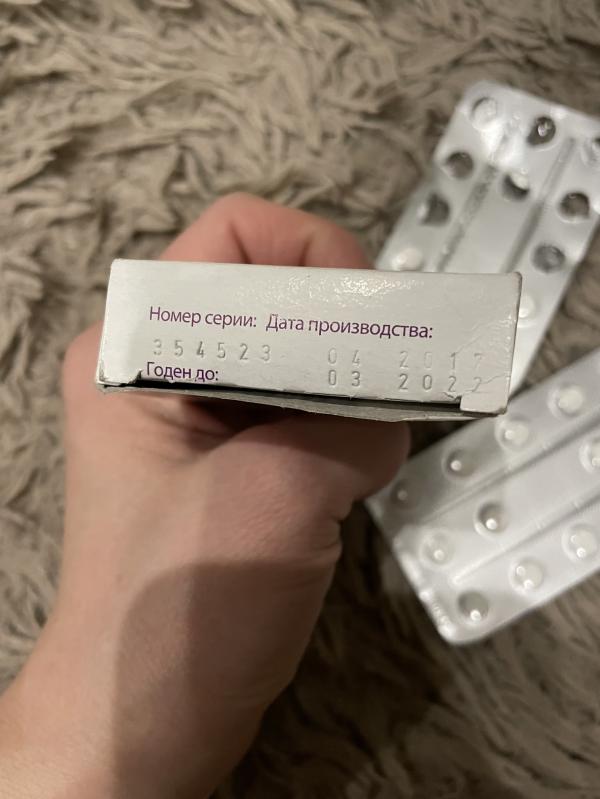 Номер серии: Дата производства:
354523 04 2017
Годен до: 03 2022